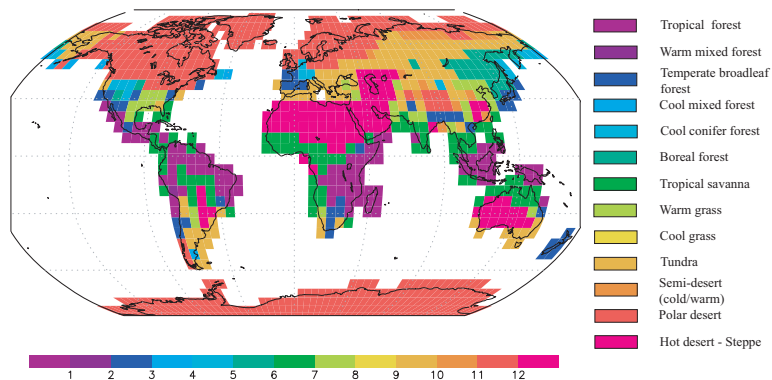 Tropical forest
Warm mixed forest
Temperate broadleaf
forest
Cool mixed forest
Cool conifer forest
Boreal forest
Tropical savanna
Warm grass
Cool grass
Tundra
Semi-desert
(cold/warm)
Polar desert
Hot desert - Steppe
1 2 3 4 5 6 7 8 9 10 11 12